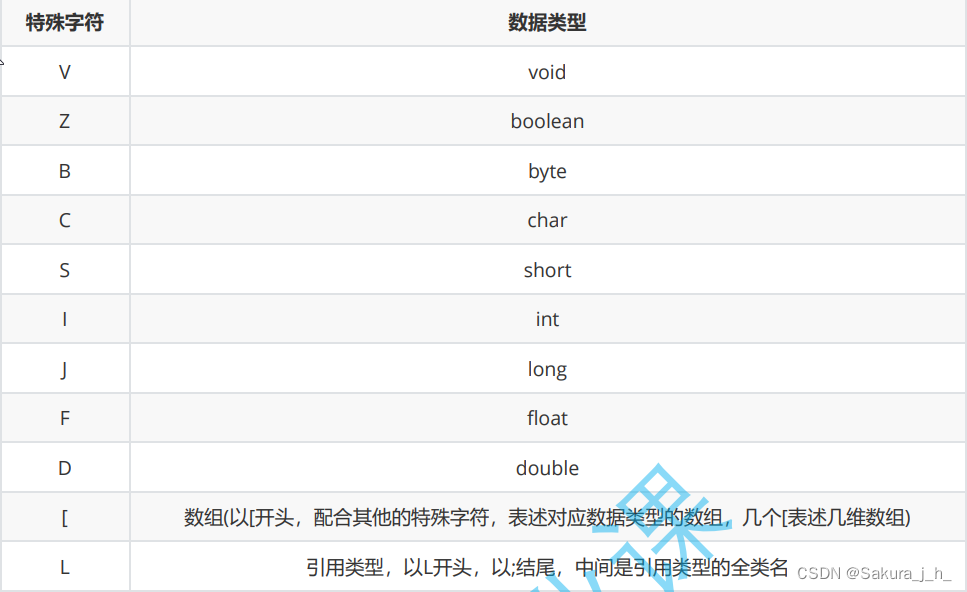 特殊字符 数据类型
V void
Z boolean
B byte
C char
S short
I int
J long
F float
D double
[ 数组(以[开头，配合其他的特殊字符，表述对应数据类型的数组，几个[表述几维数组)
L 引用类型，以L开头，以;结尾，中间是引用类型的全类名
CSDN @Sakura_j_h_
课